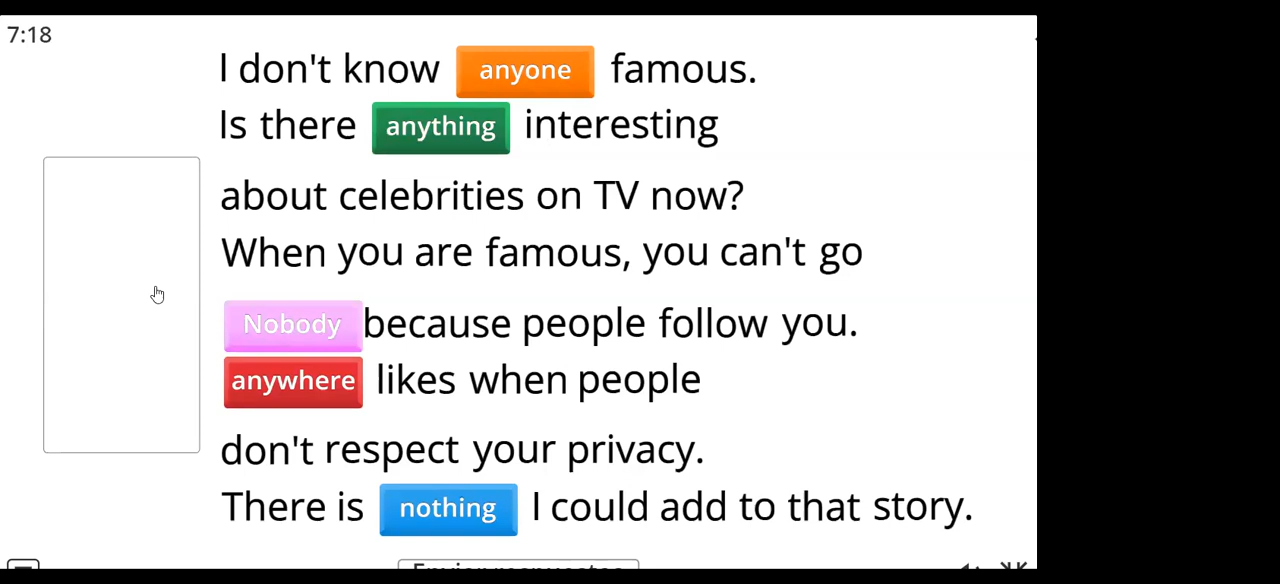 7:18
I don't know anyone famous.
Is there anything interesting
about celebrities on TV now?
When you are famous, you can't go
Nobody because people follow you.
anywhere likes when people
don't respect your privacy.
There is nothing I could add to that story.